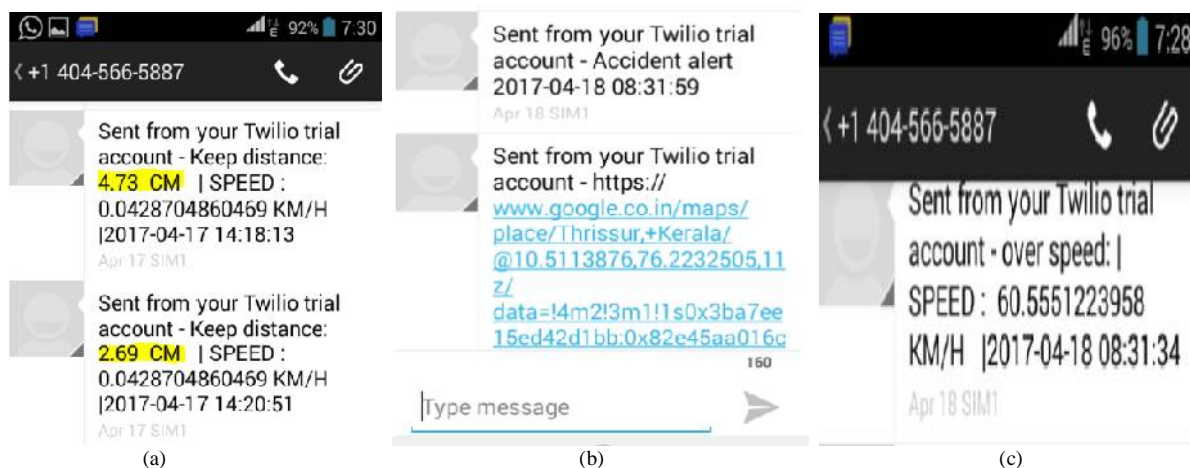 92% 7:30
+1 404-566-5887
Sent from your Twilio trial
account - Keep distance:
4.73 CM | SPEED :
0.0428704860469 KM/H
|2017-04-17 14:18:13
Apr 17 SIM1
Sent from your Twilio trial
account - Keep distance:
2.69 CM | SPEED :
0.0428704860469 KM/H
|2017-04-17 14:20:51
Apr 17 SIM1
(a)
Sent from your Twilio trial
account - Accident alert
2017-04-18 08:31:59
Apr 18 SIM1
Sent from your Twilio trial
account - https://
www.google.co.in/maps/
place/Thrissur,+Kerala/
@10.5113876,76.2232505,11
z/
data=!4m2!3m1!1s0x3ba7ee
15ed42d1bb:0x82e45aa016c
160
Type message
(b)
96% 7:28
+1 404-566-5887
Sent from your Twilio trial
account - over speed: |
SPEED : 60.5551223958
KM/H |2017-04-18 08:31:34
Apr 18 SIM1
(c)